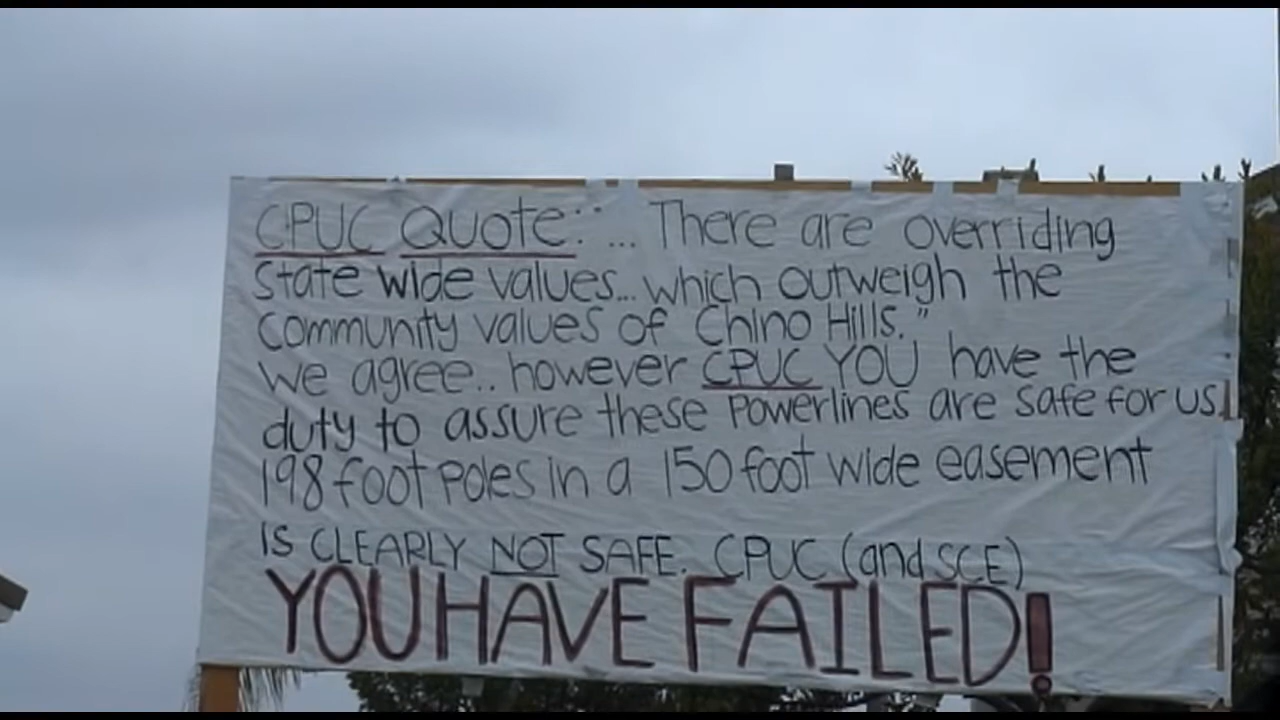 CPUC QUOTE: "... There are overriding
State wide values... which outweigh the
community values of Chino Hills."
we agree.. however CPUC YOU have the
duty to assure these Powerlines are safe for us!
198 foot poles in a 150 foot wide easement
IS CLEARLY NOT SAFE. CPUC (and SCE)
YOU HAVE FAILED!